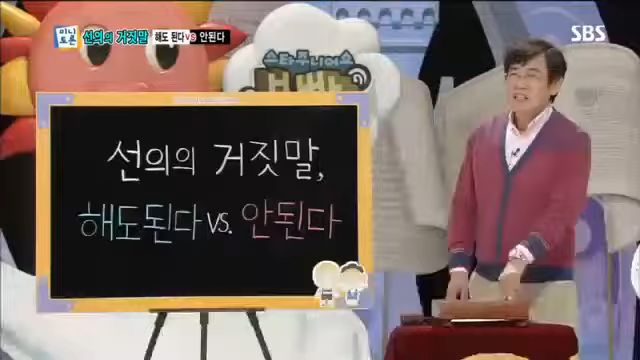 미니
토론
선의의 거짓말 해도 된다 VS 안된다
SBS
스타주니어쇼
붕어빵
선의의 거짓말,
해도된다 vs. 안된다